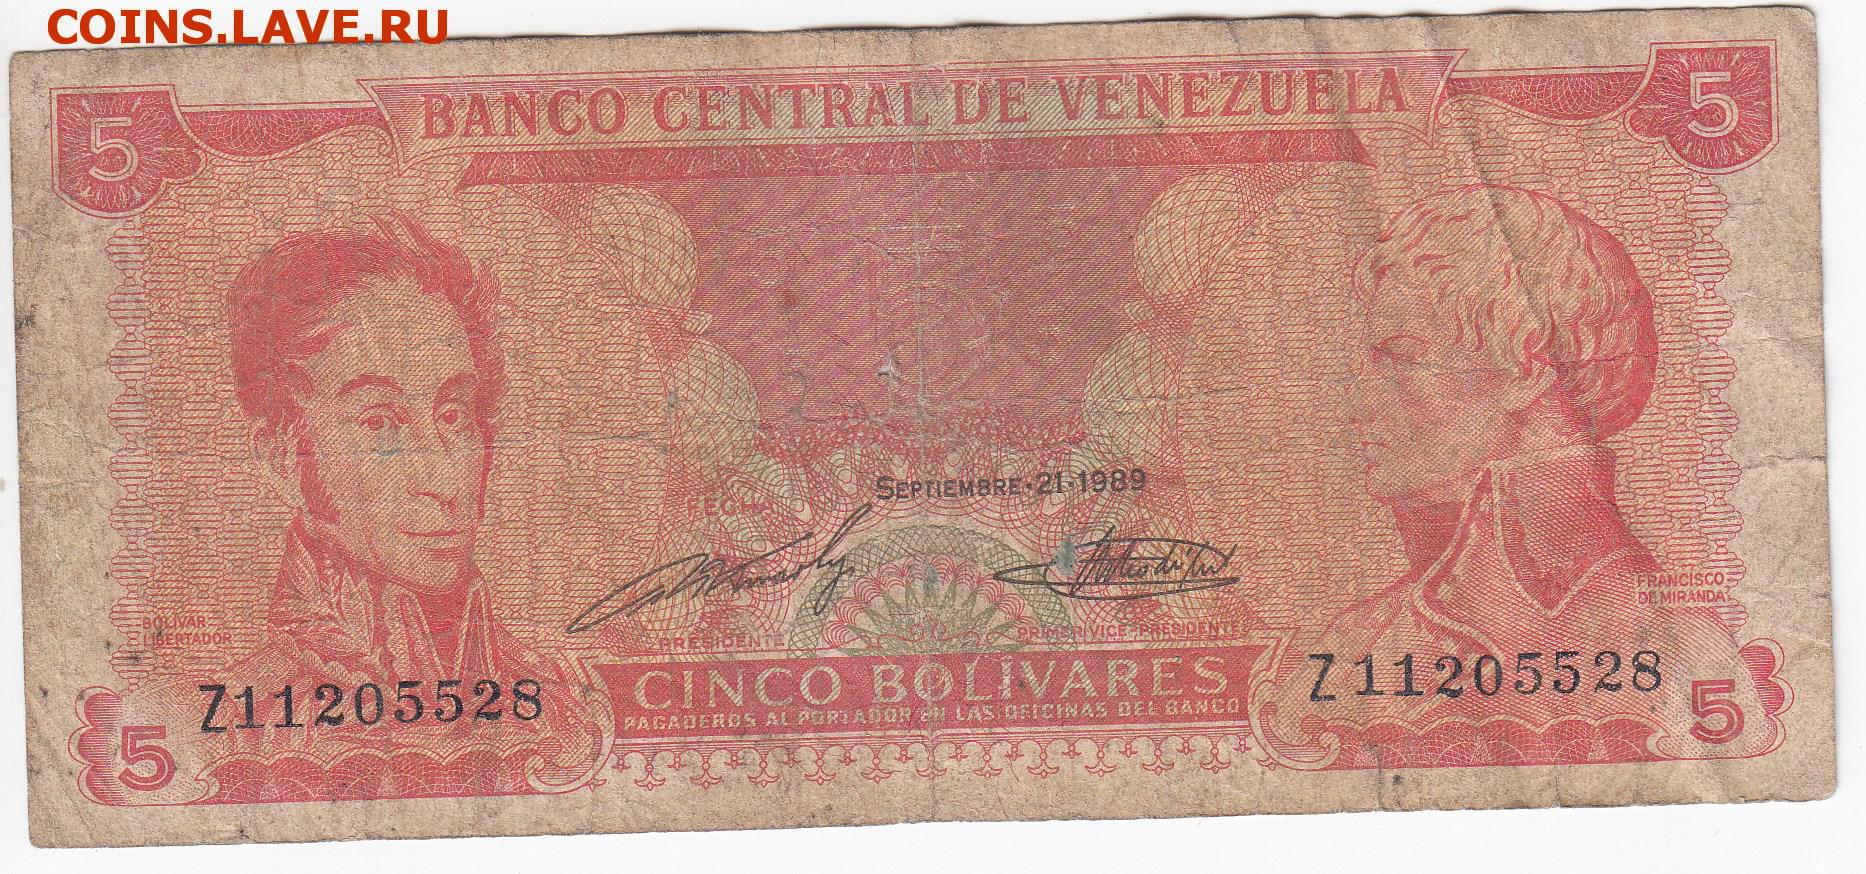 COINS.LAVE.RU
5 BANCO CENTRAL DE VENEZUELA 5
FECHA SEPTIEMBRE·21·1989
PRESIDENTE PRIMER VICE-PRESIDENTE
BOLIVAR
LIBERTADOR
FRANCISCO
DE MIRANDA
Z11205528 Z11205528
CINCO BOLÍVARES
PAGADEROS AL PORTADOR EN LAS OFICINAS DEL BANCO
5 5